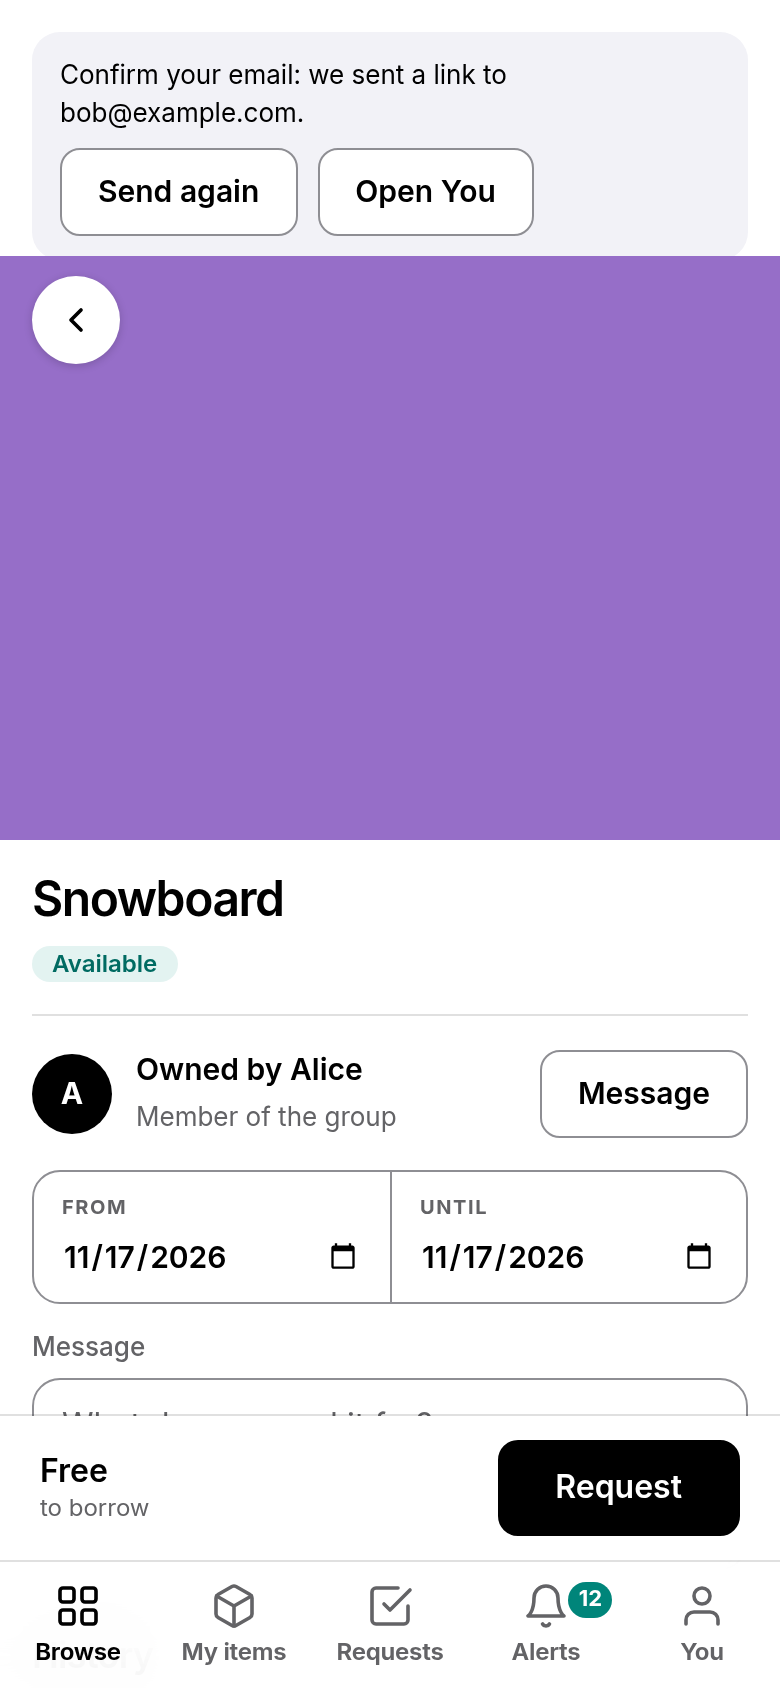 Confirm your email: we sent a link to
bob@example.com.
Send again
Open You
Snowboard
Available
A
Owned by Alice
Member of the group
Message
FROM
11/17/2026
UNTIL
11/17/2026
Message
Free
to borrow
Request
12
Browse
My items
Requests
Alerts
You